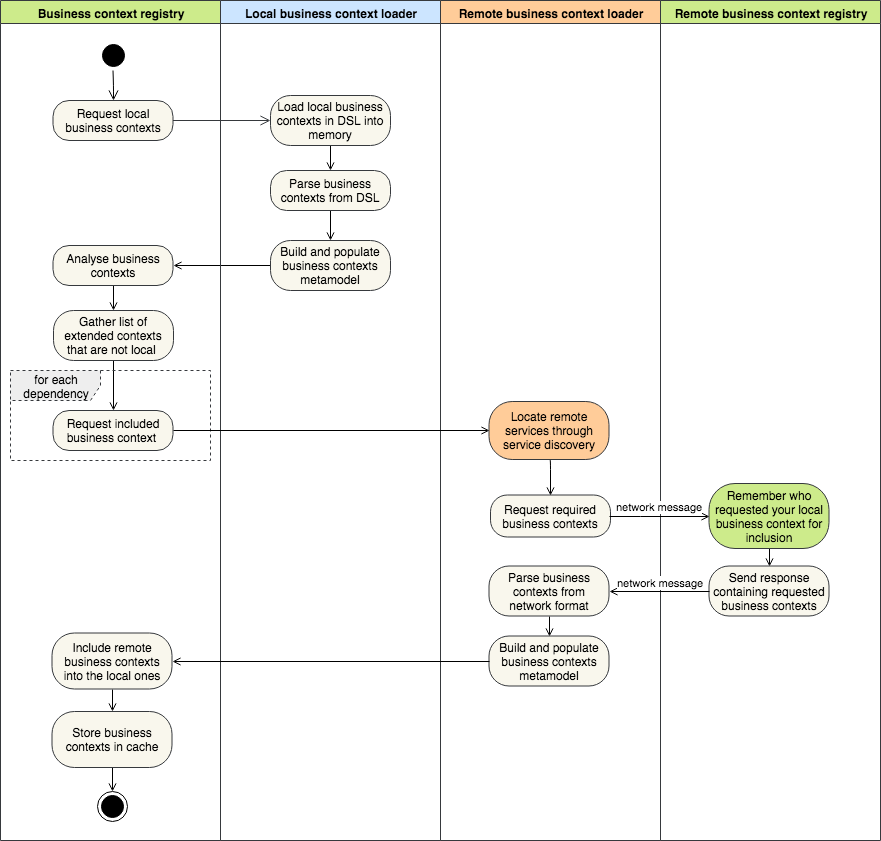 Business context registry
Local business context loader
Remote business context loader
Remote business context registry
Request local
business contexts
Load local business
contexts in DSL into
memory
Parse business
contexts from DSL
Build and populate
business contexts
metamodel
Analyse business
contexts
Gather list of
extended contexts
that are not local
for each
dependency
Request included
business context
Locate remote
services through
service discovery
Request required
business contexts
network message
Remember who
requested your local
business context for
inclusion
Send response
containing requested
business contexts
network message
Parse business
contexts from
network format
Build and populate
business contexts
metamodel
Include remote
business contexts
into the local ones
Store business
contexts in cache